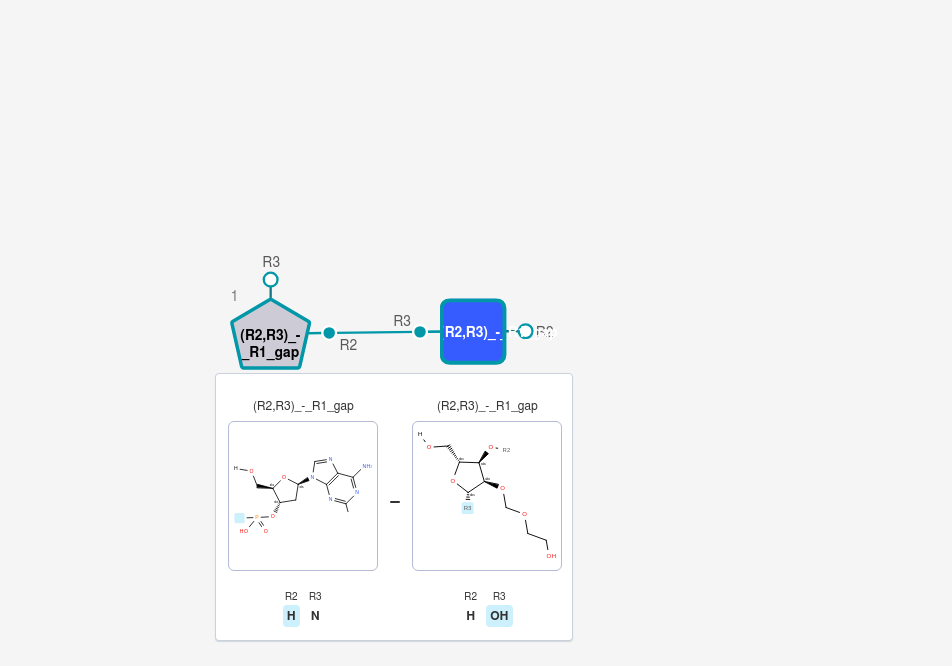 R3
1
(R2,R3)_-
_R1_gap
R2
R3
R2,R3)_-_
R2
(R2,R3)_-_R1_gap
(R2,R3)_-_R1_gap
H
O
O
O
P
HO
O
N
N
N
N
N
NH₂
–
H
O
O
R2
O
R3
O
O
OH
R2 R3
H N
R2 R3
H OH